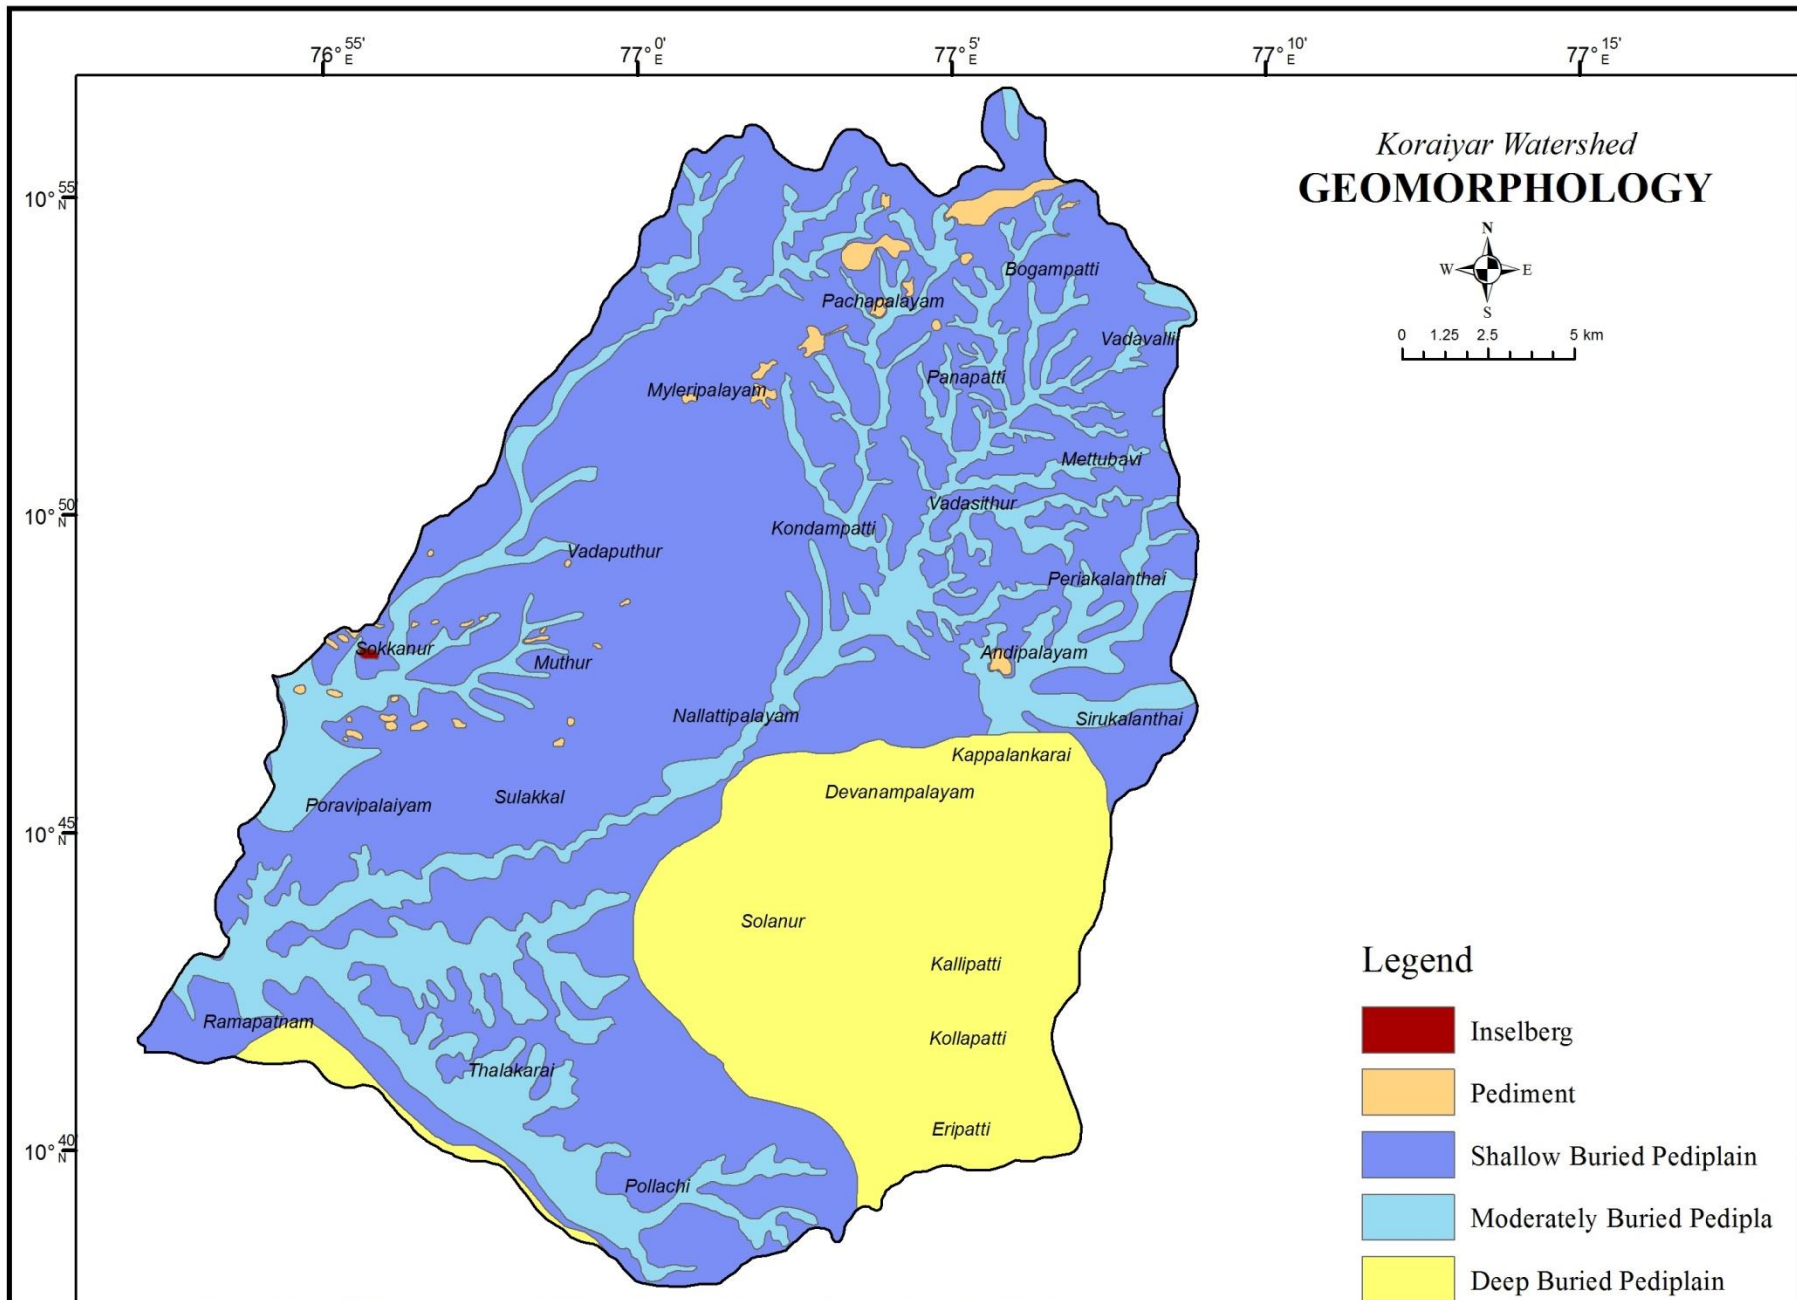 76° 55' E
77° 0' E
77° 5' E
77° 10' E
77° 15' E
Koraiyar Watershed
GEOMORPHOLOGY
N
W E
S
0 1.25 2.5 5 km
10° 55' N
10° 50' N
10° 45' N
10° 40' N
Bogampatti
Pachapalayam
Vadavalli
Panapatti
Myleripalayam
Mettubavi
Vadasithur
Kondampatti
Vadaputhur
Periakalanthai
Sokkanur
Andipalayam
Muthur
Nallattipalayam
Sirukalanthai
Kappalankarai
Devanampalayam
Sulakkal
Poravipalaiyam
Solanur
Kallipatti
Ramapatnam
Kollapatti
Thalakarai
Eripatti
Pollachi
Legend
Inselberg
Pediment
Shallow Buried Pediplain
Moderately Buried Pedipla
Deep Buried Pediplain